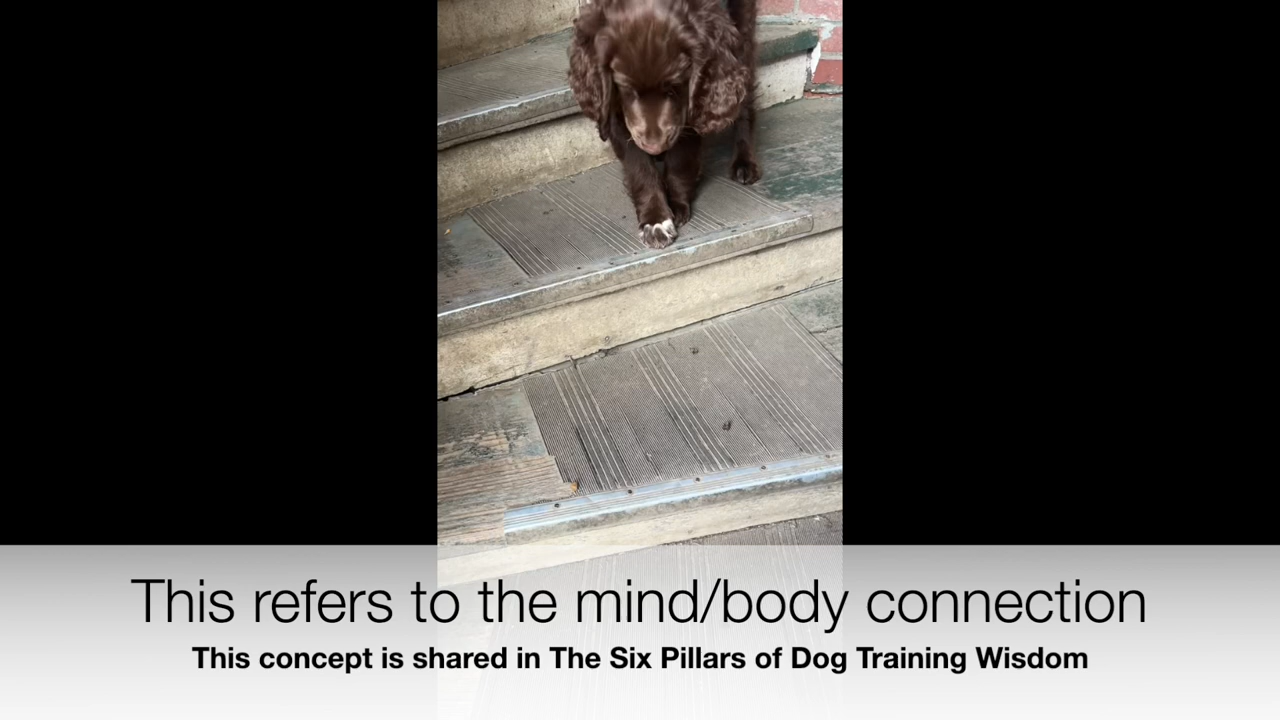 This refers to the mind/body connection
This concept is shared in The Six Pillars of Dog Training Wisdom